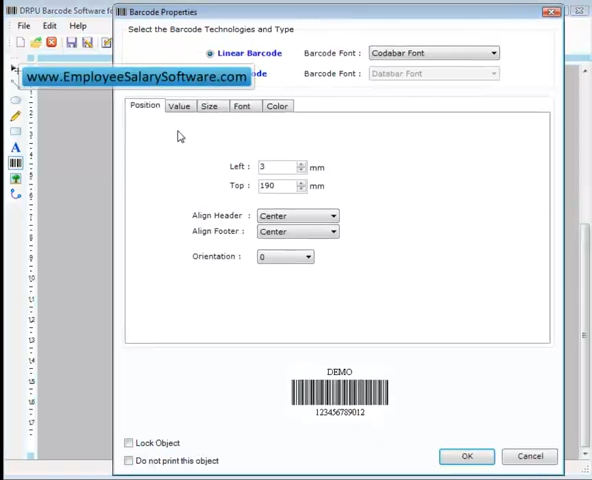 DRPU Barcode Software fo
Barcode Properties
File Edit Help
Select the Barcode Technologies and Type
Linear Barcode Barcode Font : Codabar Font
www.EmployeeSalarySoftware.com
ode Barcode Font : Databar Font
Position Value Size Font Color
Left : 3 mm
Top : 190 mm
Align Header : Center
Align Footer : Center
Orientation : 0
DEMO
123456789012
Lock Object
Do not print this object
OK Cancel